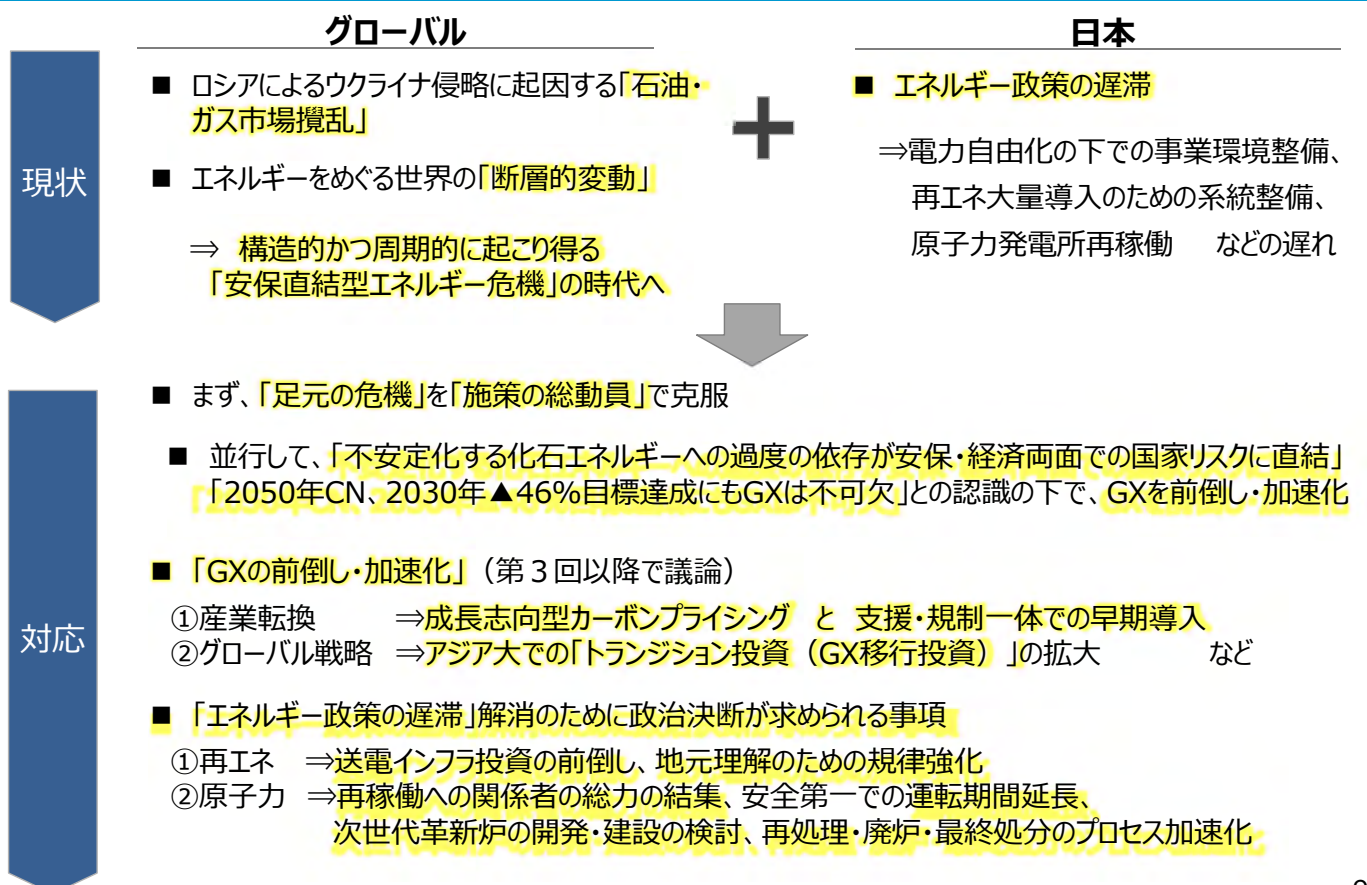 グローバル
日本
現状
■ ロシアによるウクライナ侵略に起因する「石油・
ガス市場攪乱」
■ エネルギーをめぐる世界の「断層的変動」
⇒ 構造的かつ周期的に起こり得る
「安保直結型エネルギー危機」の時代へ
+
■ エネルギー政策の遅滞
⇒電力自由化の下での事業環境整備、
再エネ大量導入のための系統整備、
原子力発電所再稼働 などの遅れ
対応
■ まず、「足元の危機」を「施策の総動員」で克服
■ 並行して、「不安定化する化石エネルギーへの過度の依存が安保・経済両面での国家リスクに直結」
「2050年CN、2030年▲46%目標達成にもGXは不可欠」との認識の下で、GXを前倒し・加速化
■ 「GXの前倒し・加速化」（第３回以降で議論）
①産業転換 ⇒成長志向型カーボンプライシング と 支援・規制一体での早期導入
②グローバル戦略 ⇒アジア大での「トランジション投資（GX移行投資）」の拡大 など
■ 「エネルギー政策の遅滞」解消のために政治決断が求められる事項
①再エネ ⇒送電インフラ投資の前倒し、地元理解のための規律強化
②原子力 ⇒再稼働への関係者の総力の結集、安全第一での運転期間延長、
次世代革新炉の開発・建設の検討、再処理・廃炉・最終処分のプロセス加速化